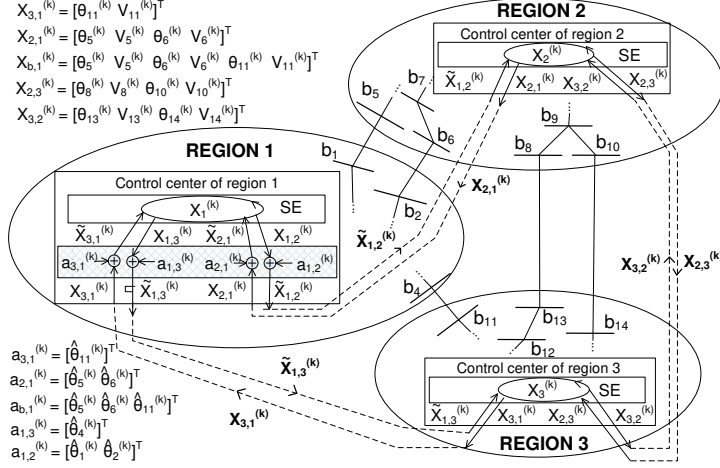 X₃,₁⁽ᵏ⁾ = [θ₁₁⁽ᵏ⁾ V₁₁⁽ᵏ⁾]ᵀ
X₂,₁⁽ᵏ⁾ = [θ₅⁽ᵏ⁾ V₅⁽ᵏ⁾ θ₆⁽ᵏ⁾ V₆⁽ᵏ⁾]ᵀ
X_b,₁⁽ᵏ⁾ = [θ₅⁽ᵏ⁾ V₅⁽ᵏ⁾ θ₆⁽ᵏ⁾ V₆⁽ᵏ⁾ θ₁₁⁽ᵏ⁾ V₁₁⁽ᵏ⁾]ᵀ
X₂,₃⁽ᵏ⁾ = [θ₈⁽ᵏ⁾ V₈⁽ᵏ⁾ θ₁₀⁽ᵏ⁾ V₁₀⁽ᵏ⁾]ᵀ
X₃,₂⁽ᵏ⁾ = [θ₁₃⁽ᵏ⁾ V₁₃⁽ᵏ⁾ θ₁₄⁽ᵏ⁾ V₁₄⁽ᵏ⁾]ᵀ
REGION 2
Control center of region 2
X₂⁽ᵏ⁾ SE
X̃₁,₂⁽ᵏ⁾ X₂,₁⁽ᵏ⁾ X₃,₂⁽ᵏ⁾ X₂,₃⁽ᵏ⁾
b₇
b₅
b₆
b₉
b₈ b₁₀
b₁
b₂
REGION 1
Control center of region 1
X₁⁽ᵏ⁾ SE
X̃₃,₁⁽ᵏ⁾ X₁,₃⁽ᵏ⁾ X̃₂,₁⁽ᵏ⁾ X₁,₂⁽ᵏ⁾
a₃,₁⁽ᵏ⁾ a₁,₃⁽ᵏ⁾ a₂,₁⁽ᵏ⁾ a₁,₂⁽ᵏ⁾
X₃,₁⁽ᵏ⁾ X̃₁,₃⁽ᵏ⁾ X₂,₁⁽ᵏ⁾ X̃₁,₂⁽ᵏ⁾
X₂,₁⁽ᵏ⁾
X̃₁,₂⁽ᵏ⁾
X₃,₂⁽ᵏ⁾ X₂,₃⁽ᵏ⁾
b₄
b₁₁
b₁₃
b₁₄
b₁₂
Control center of region 3
X₃⁽ᵏ⁾ SE
X̃₁,₃⁽ᵏ⁾ X₃,₁⁽ᵏ⁾ X₂,₃⁽ᵏ⁾ X₃,₂⁽ᵏ⁾
REGION 3
X̃₁,₃⁽ᵏ⁾
X₃,₁⁽ᵏ⁾
a₃,₁⁽ᵏ⁾ = [θ̂₁₁⁽ᵏ⁾]ᵀ
a₂,₁⁽ᵏ⁾ = [θ̂₅⁽ᵏ⁾ θ̂₆⁽ᵏ⁾]ᵀ
a_b,₁⁽ᵏ⁾ = [θ̂₅⁽ᵏ⁾ θ̂₆⁽ᵏ⁾ θ̂₁₁⁽ᵏ⁾]ᵀ
a₁,₃⁽ᵏ⁾ = [θ̂₄⁽ᵏ⁾]ᵀ
a₁,₂⁽ᵏ⁾ = [θ̂₁⁽ᵏ⁾ θ̂₂⁽ᵏ⁾]ᵀ